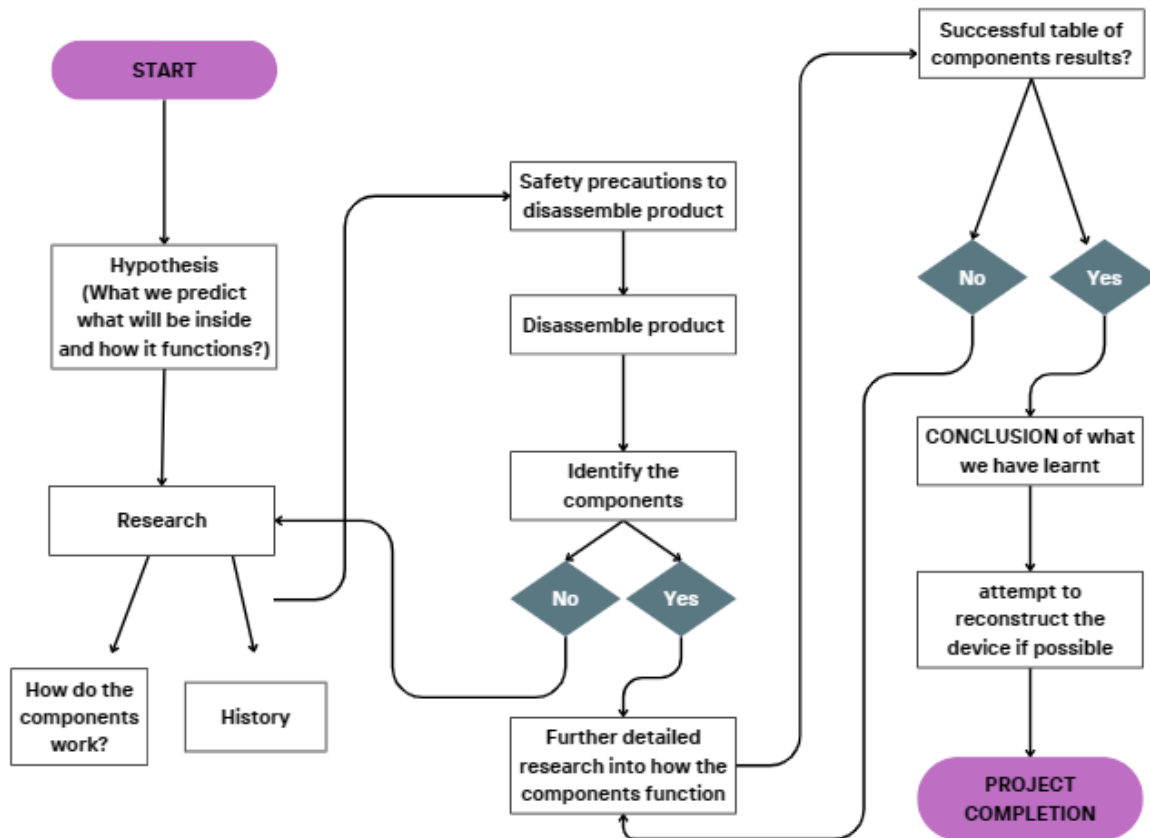 START
Hypothesis
(What we predict
what will be inside
and how it functions?)
Research
How do the
components
work?
History
Safety precautions to
disassemble product
Disassemble product
Identify the
components
No
Yes
Further detailed
research into how the
components function
Successful table of
components results?
No
Yes
CONCLUSION of what
we have learnt
attempt to
reconstruct the
device if possible
PROJECT
COMPLETION